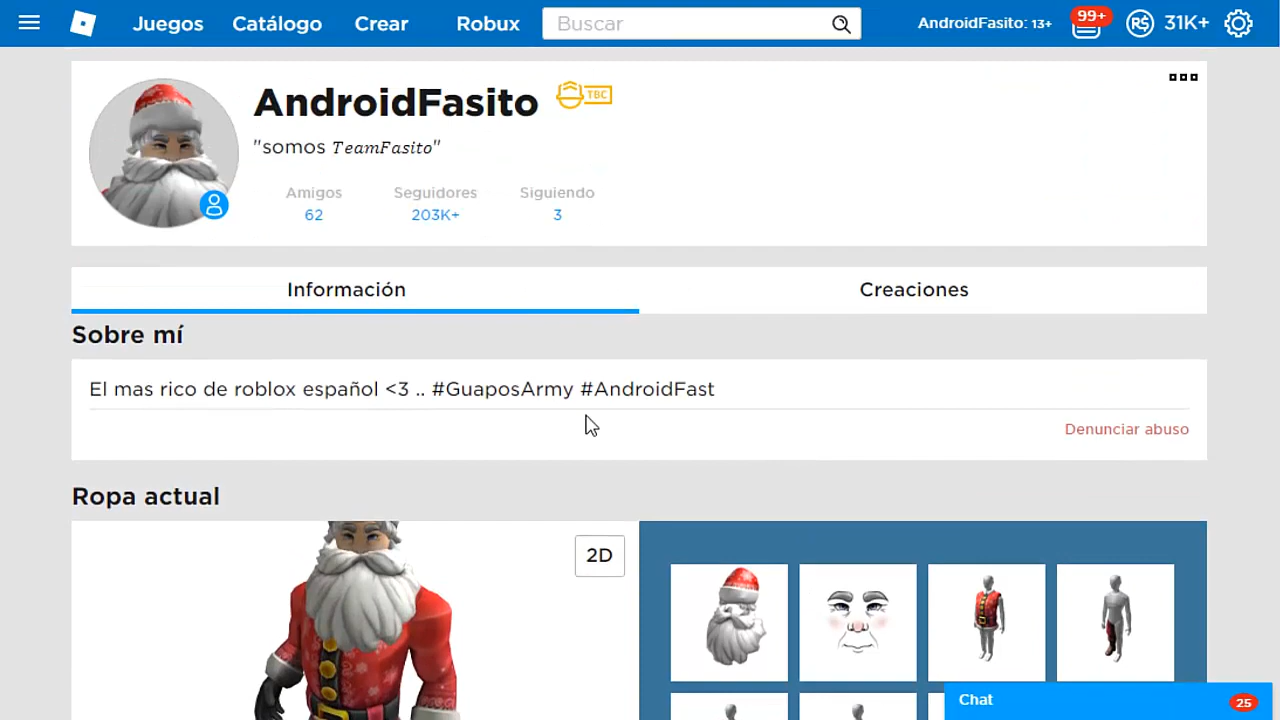 Juegos Catálogo Crear Robux Buscar AndroidFasito: 13+ 99+ R$ 31K+
AndroidFasito TBC
"somos TeamFasito"
Amigos Seguidores Siguiendo
62 203K+ 3
Información Creaciones
Sobre mí
El mas rico de roblox español <3 .. #GuaposArmy #AndroidFast
Denunciar abuso
Ropa actual
2D
Chat 25